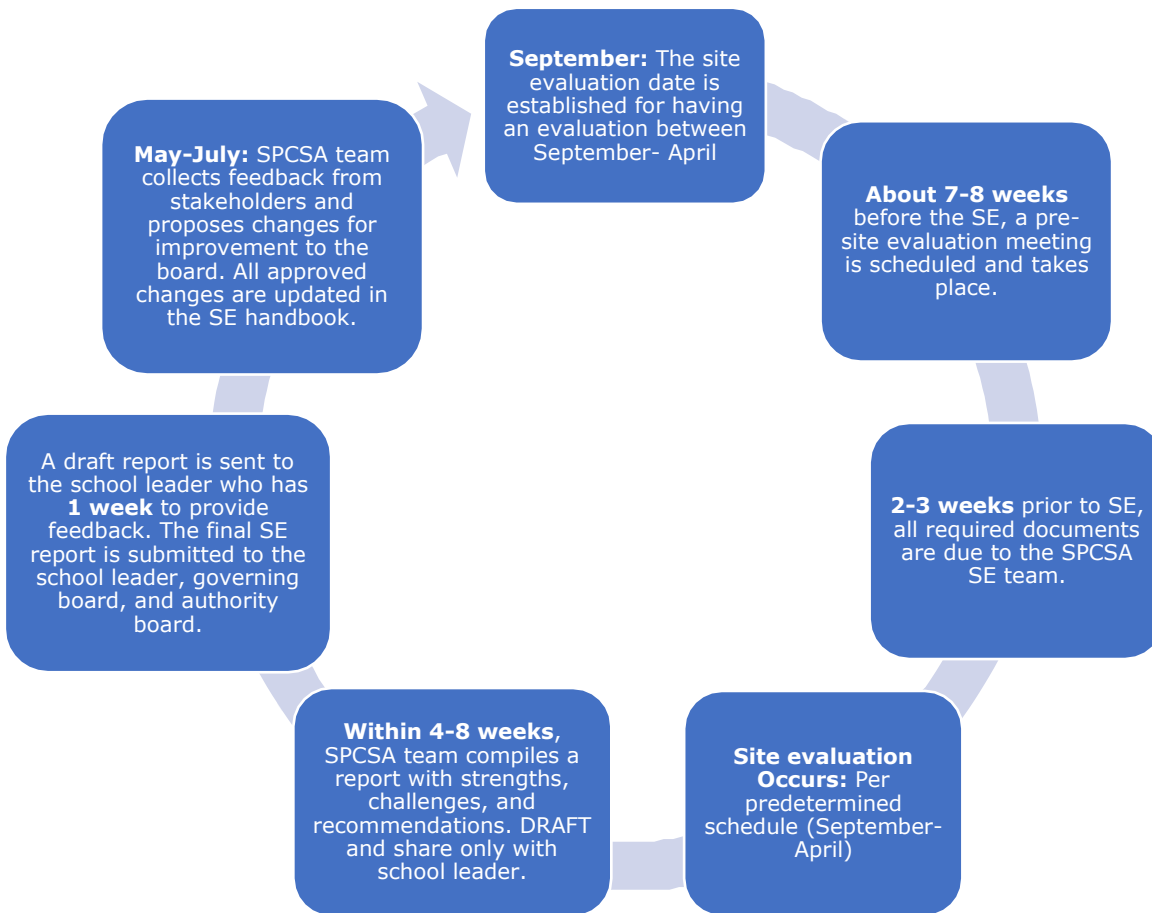 September: The site
evaluation date is
established for having
an evaluation between
September- April
About 7-8 weeks
before the SE, a pre-
site evaluation meeting
is scheduled and takes
place.
2-3 weeks prior to SE,
all required documents
are due to the SPCSA
SE team.
Site evaluation
Occurs: Per
predetermined
schedule (September-
April)
Within 4-8 weeks,
SPCSA team compiles a
report with strengths,
challenges, and
recommendations. DRAFT
and share only with
school leader.
A draft report is sent to
the school leader who has
1 week to provide
feedback. The final SE
report is submitted to the
school leader, governing
board, and authority
board.
May-July: SPCSA team
collects feedback from
stakeholders and
proposes changes for
improvement to the
board. All approved
changes are updated in
the SE handbook.